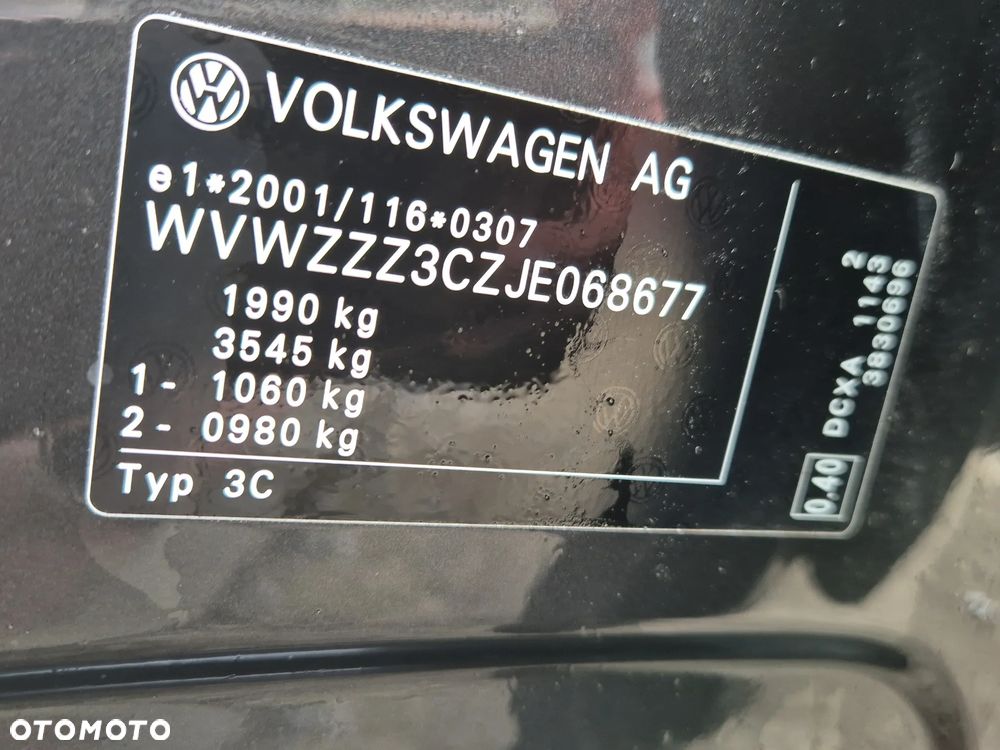 VOLKSWAGEN AG
e1*2001/116*0307
WVWZZZ3CZJE068677
1990 kg
3545 kg
1- 1060 kg
2- 0980 kg
Typ 3C
0.40
DCXA 1143 2
3830696
OTOMOTO